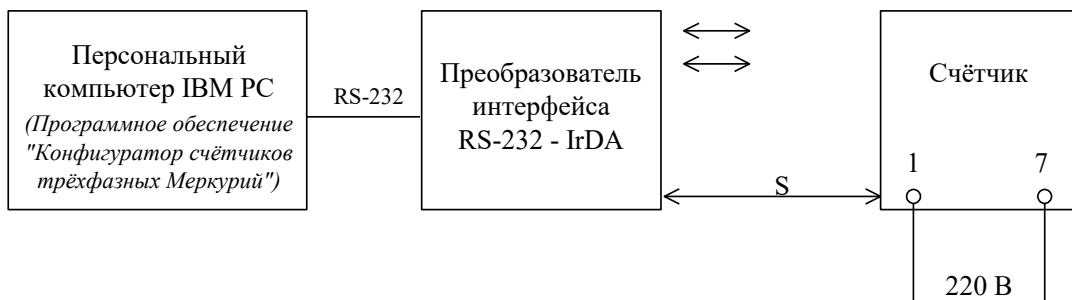 Персональный
компьютер IBM PC
(Программное обеспечение
"Конфигуратор счётчиков
трёхфазных Меркурий")
RS-232
Преобразователь
интерфейса
RS-232 - IrDA
S
Счётчик
1 7
220 В